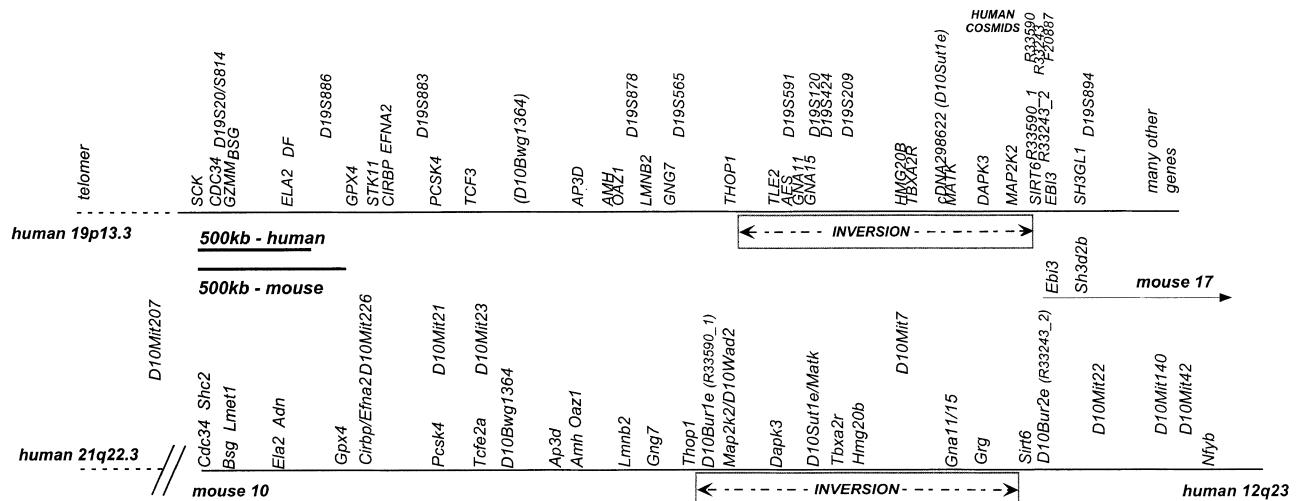 HUMAN
COSMIDS
R33590
R33243
F20887
telomer
SCK
CDC34
GZMM
D19S20/S814
BSG
ELA2
DF
D19S886
GPX4
STK11
CIRBP
EFNA2
D19S883
PCSK4
TCF3
(D10Bwg1364)
AP3D
AMH
OAZ1
D19S878
LMNB2
GNG7
D19S565
THOP1
TLE2
AES
D19S591
GNA11
GNA15
D19S120
D19S424
D19S209
HMG20B
TBXA2R
cDNA298622 (D10Sut1e)
MATK
DAPK3
MAP2K2
SIRT6
R33590_1
R33243_2
EBI3
SH3GL1
D19S894
many other
genes
human 19p13.3
INVERSION
500kb - human
500kb - mouse
Ebi3
Sh3d2b
mouse 17
D10Mit207
Cdc34
Shc2
Bsg
Lmet1
Ela2
Adn
Gpx4
Cirbp/Efna2
D10Mit226
Pcsk4
D10Mit21
Tcfe2a
D10Mit23
D10Bwg1364
Ap3d
Amh
Oaz1
Lmnb2
Gng7
Thop1
D10Bur1e (R33590_1)
Map2k2/D10Wad2
Dapk3
D10Sut1e/Matk
Tbxa2r
Hmg20b
D10Mit7
Gna11/15
Grg
Sirt6
D10Bur2e (R33243_2)
D10Mit22
D10Mit140
D10Mit42
Nfyb
human 21q22.3
mouse 10
INVERSION
human 12q23